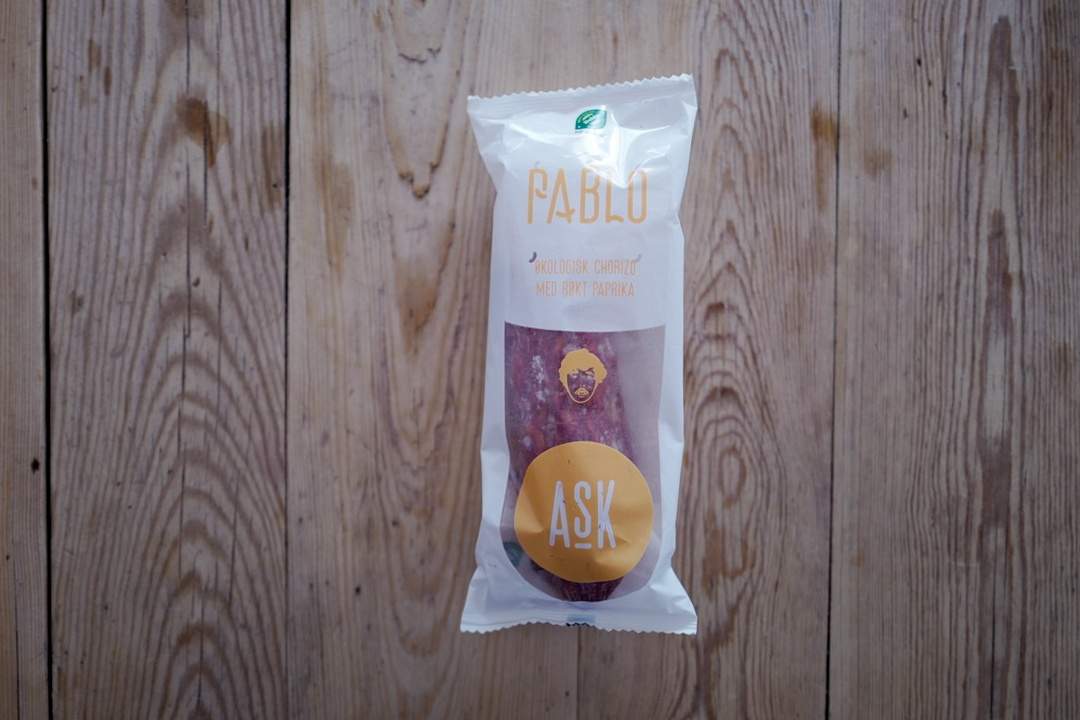 PABLO
ØKOLOGISK CHORIZO
MED RØKT PAPRIKA
ASK